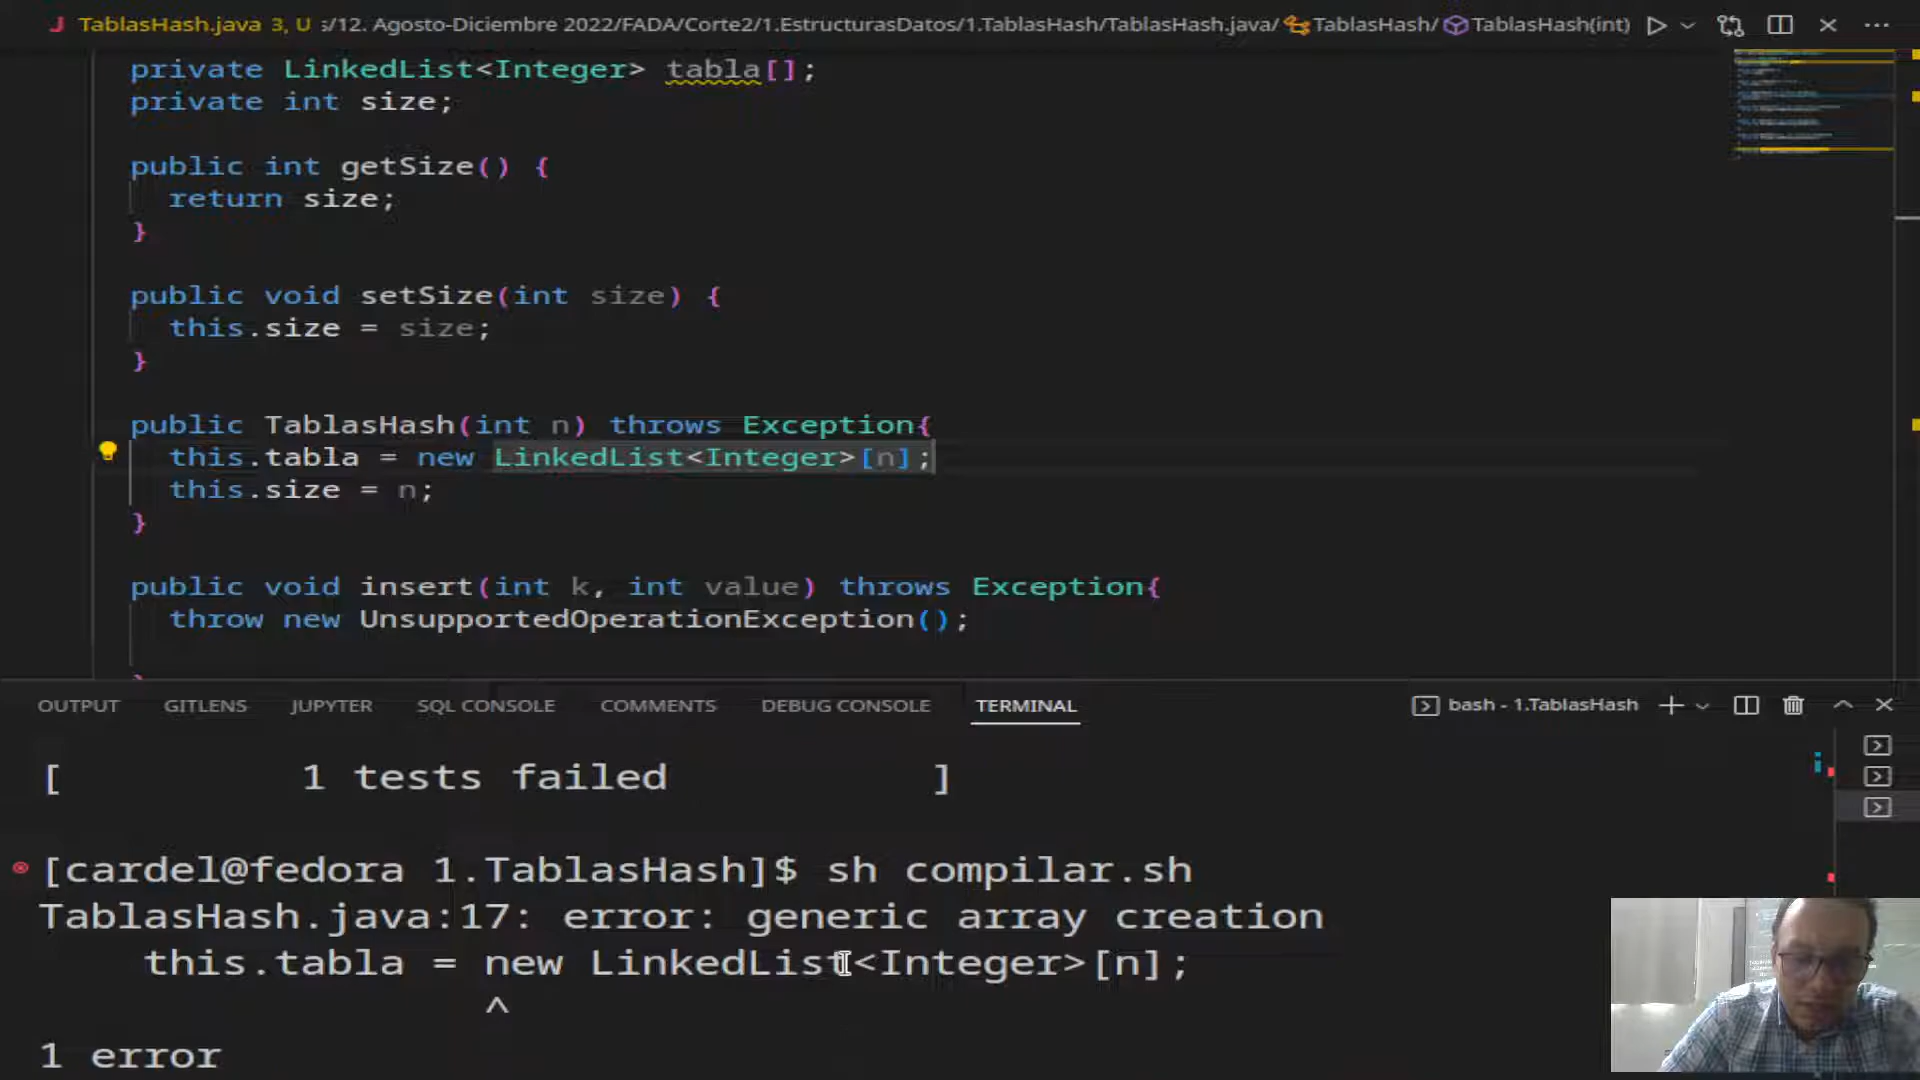 J TablasHash.java 3, U s/12. Agosto-Diciembre 2022/FADA/Corte2/1.EstructurasDatos/1.TablasHash/TablasHash.java/ TablasHash/ TablasHash(int)
private LinkedList<Integer> tabla[];
private int size;
public int getSize() {
return size;
}
public void setSize(int size) {
this.size = size;
}
public TablasHash(int n) throws Exception{
this.tabla = new LinkedList<Integer>[n];
this.size = n;
}
public void insert(int k, int value) throws Exception{
throw new UnsupportedOperationException();
OUTPUT GITLENS JUPYTER SQL CONSOLE COMMENTS DEBUG CONSOLE TERMINAL bash - 1.TablasHash
[ 1 tests failed ]
[cardel@fedora 1.TablasHash]$ sh compilar.sh
TablasHash.java:17: error: generic array creation
this.tabla = new LinkedList<Integer>[n];
^
1 error